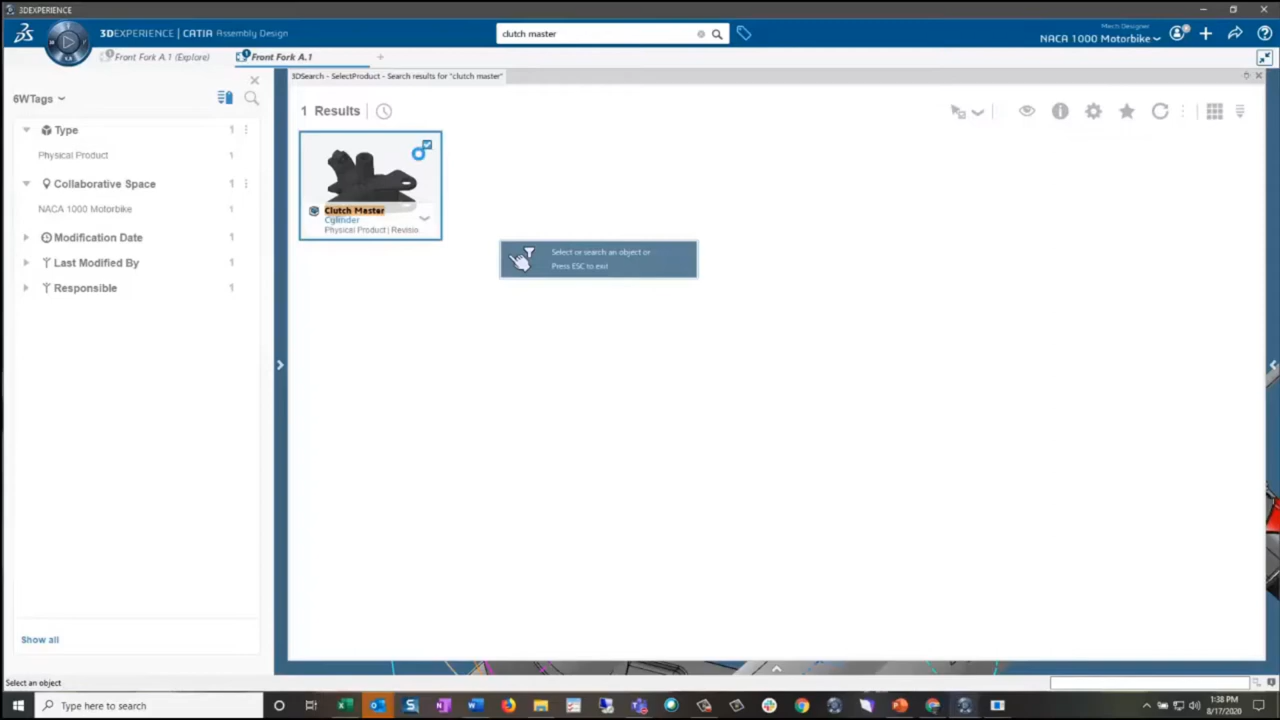 3DEXPERIENCE
3DEXPERIENCE | CATIA Assembly Design
clutch master
Mech Designer
NACA 1000 Motorbike
Front Fork A.1 (Explore)
Front Fork A.1
6WTags
3DSearch - SelectProduct - Search results for "clutch master"
1 Results
Type 1
Physical Product 1
Collaborative Space 1
NACA 1000 Motorbike 1
Modification Date 1
Last Modified By 1
Responsible 1
Clutch Master
Cylinder
Physical Product | Revisio
Select or search an object or
Press ESC to exit
Show all
Select an object
Type here to search
1:38 PM
8/17/2020